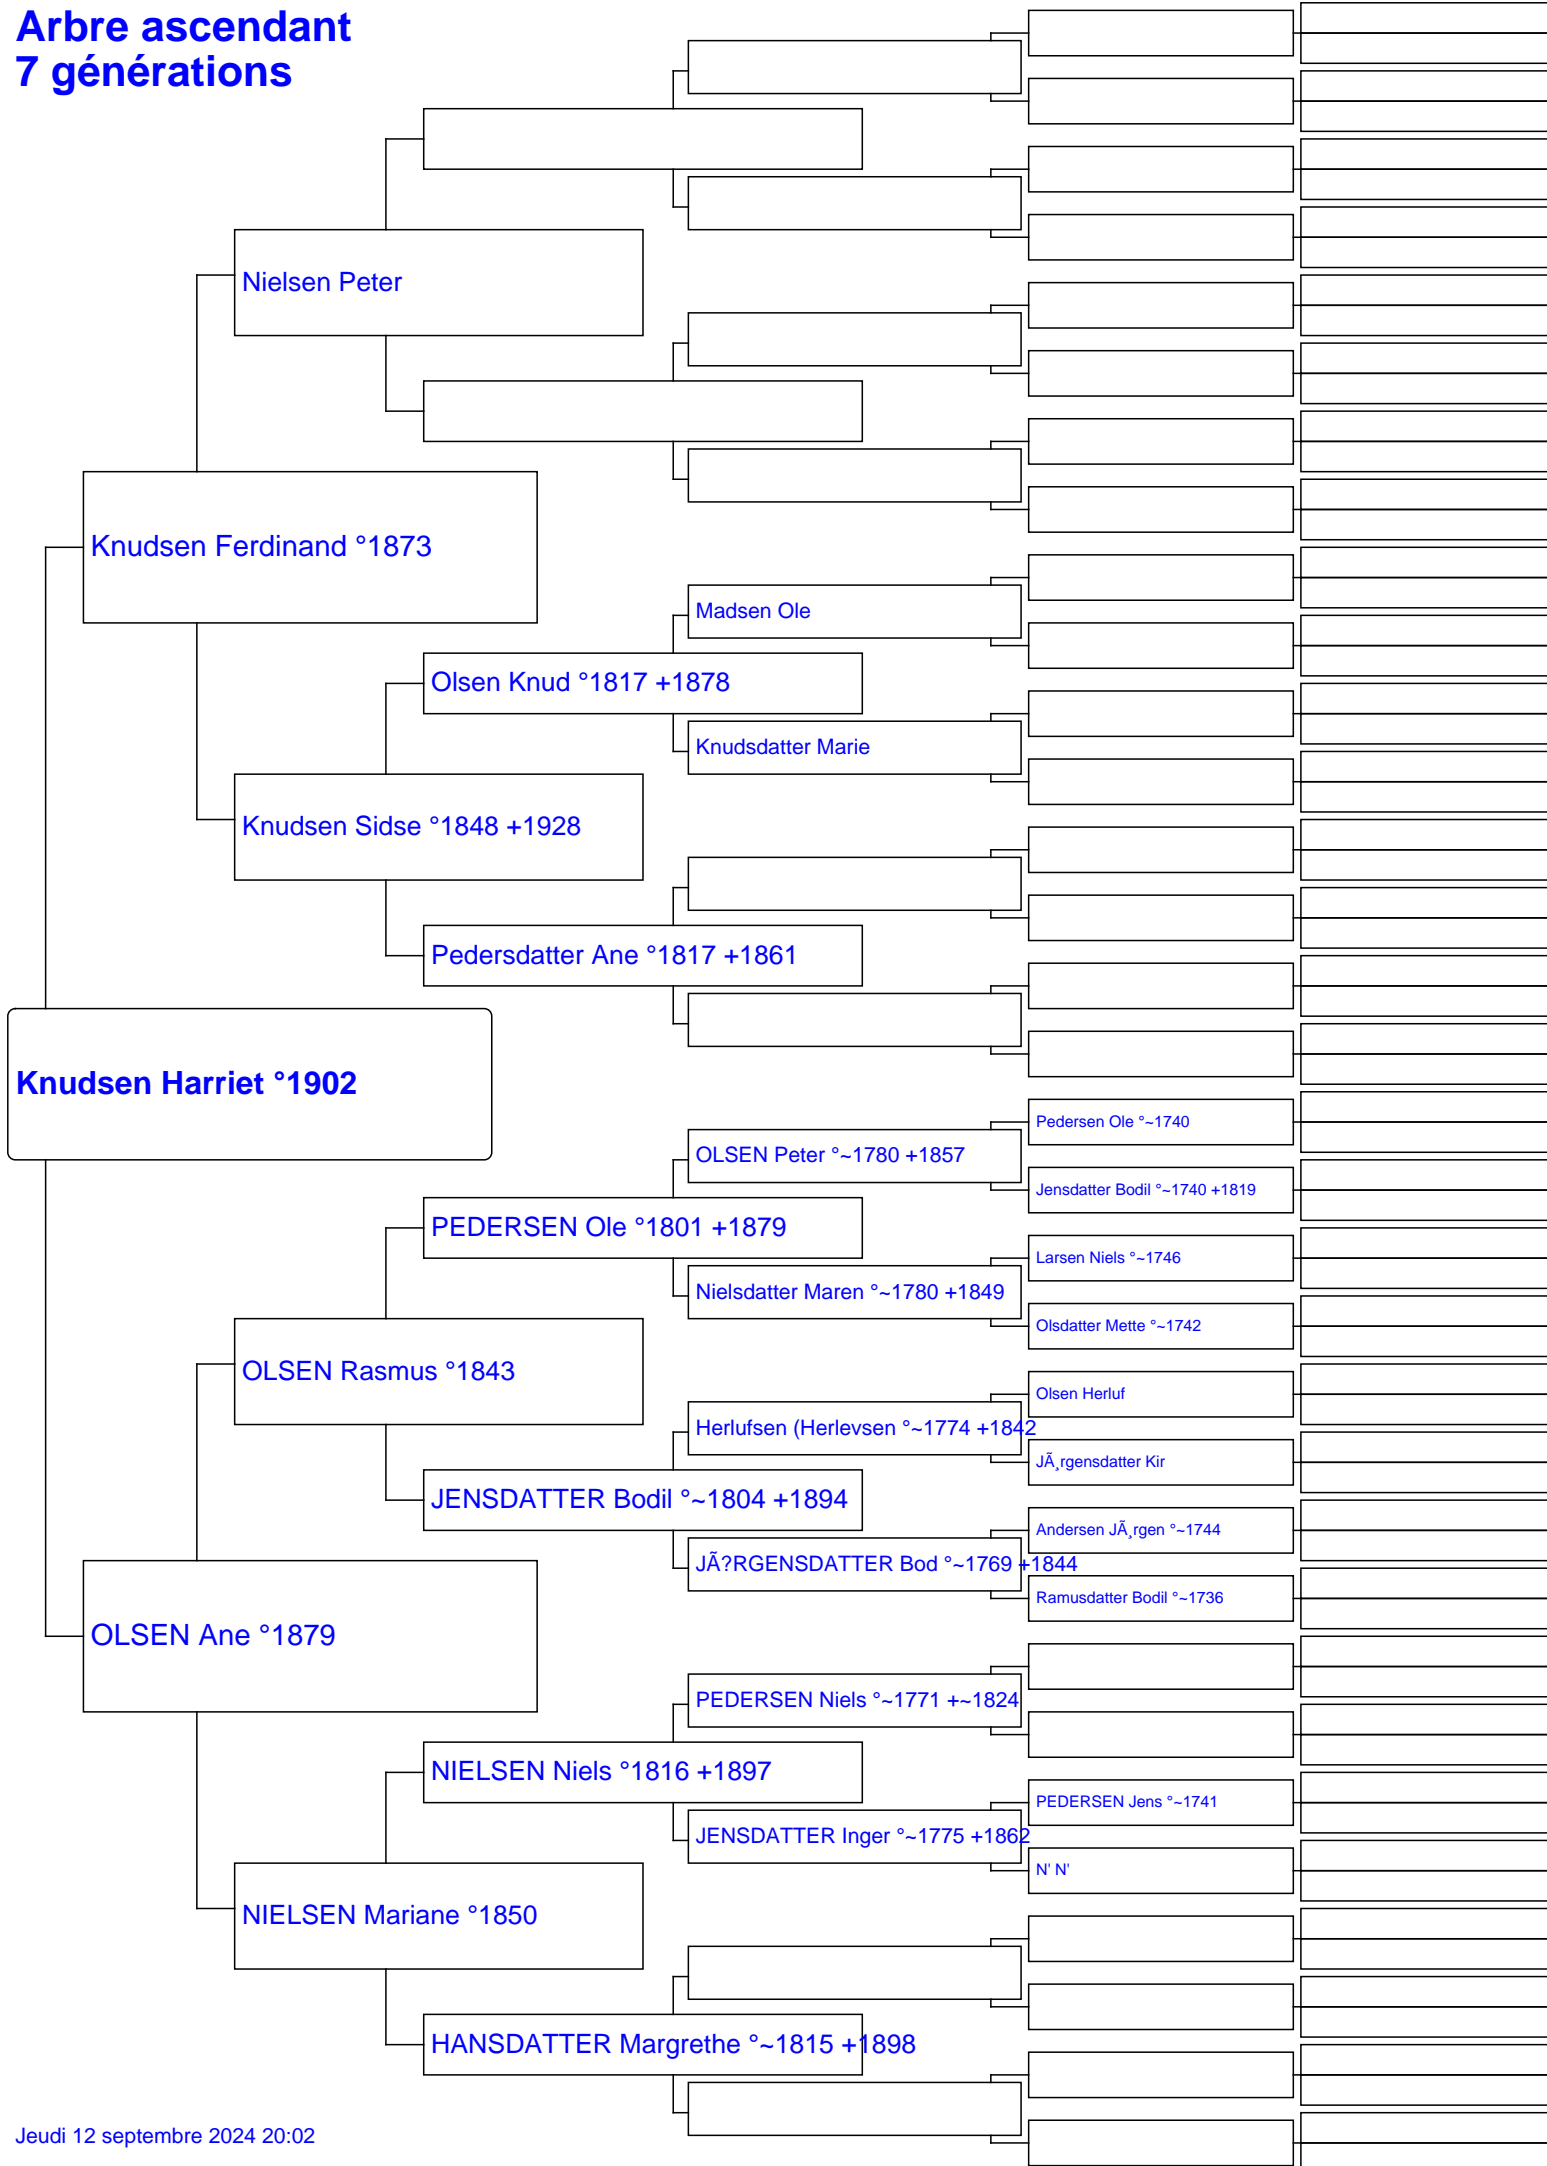 Arbre ascendant
7 générations
Nielsen Peter
Knudsen Ferdinand °1873
Madsen Ole
Olsen Knud °1817 +1878
Knudsdatter Marie
Knudsen Sidse °1848 +1928
Pedersdatter Ane °1817 +1861
Knudsen Harriet °1902
Pedersen Ole °~1740
OLSEN Peter °~1780 +1857
Jensdatter Bodil °~1740 +1819
PEDERSEN Ole °1801 +1879
Larsen Niels °~1746
Nielsdatter Maren °~1780 +1849
Olsdatter Mette °~1742
OLSEN Rasmus °1843
Olsen Herluf
Herlufsen (Herlevsen °~1774 +1842
JÃ¸rgensdatter Kir
JENSDATTER Bodil °~1804 +1894
Andersen JÃ¸rgen °~1744
JÃ?RGENSDATTER Bod °~1769 +1844
Ramusdatter Bodil °~1736
OLSEN Ane °1879
PEDERSEN Niels °~1771 +~1824
NIELSEN Niels °1816 +1897
PEDERSEN Jens °~1741
JENSDATTER Inger °~1775 +1862
N' N'
NIELSEN Mariane °1850
HANSDATTER Margrethe °~1815 +1898
Jeudi 12 septembre 2024 20:02